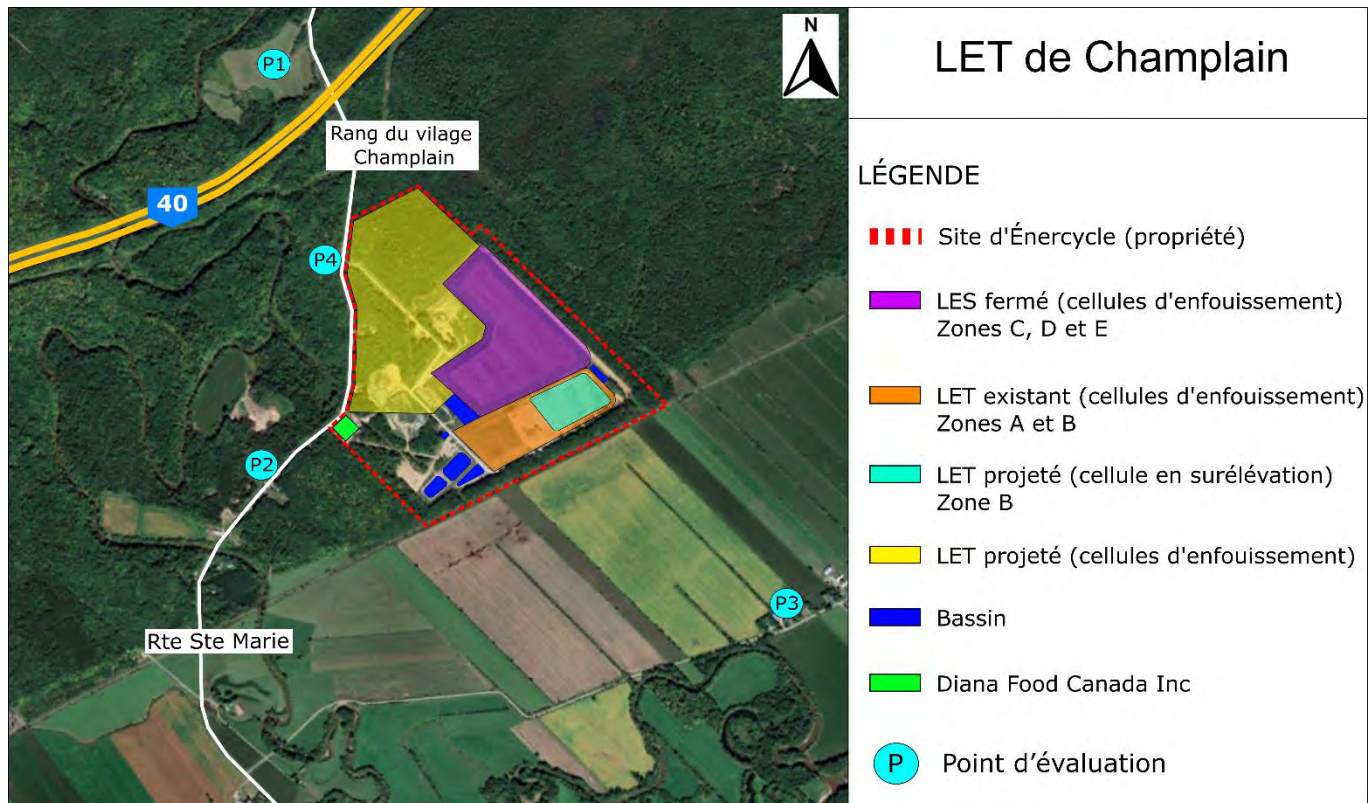 P1
N
LET de Champlain
Rang du vilage
Champlain
LÉGENDE
40
Site d'Énercycle (propriété)
P4
LES fermé (cellules d'enfouissement)
Zones C, D et E
LET existant (cellules d'enfouissement)
Zones A et B
P2
LET projeté (cellule en surélévation)
Zone B
LET projeté (cellules d'enfouissement)
P3
Bassin
Rte Ste Marie
Diana Food Canada Inc
P
Point d'évaluation